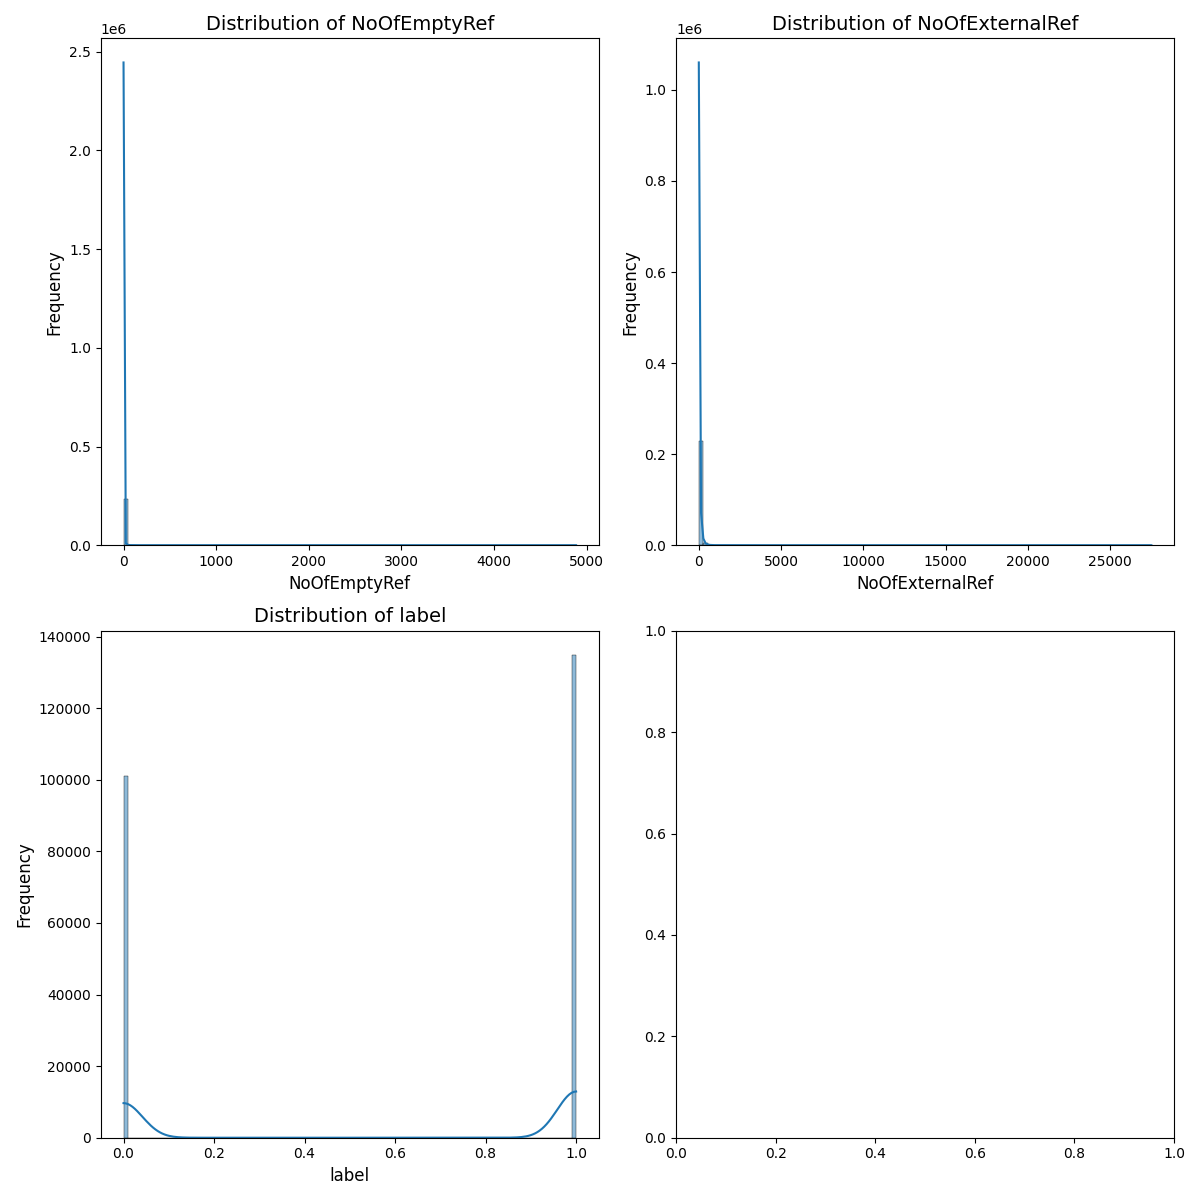 Distribution of NoOfEmptyRef
1e6
2.5
2.0
1.5
1.0
0.5
0.0
Frequency
0 1000 2000 3000 4000 5000
NoOfEmptyRef
Distribution of NoOfExternalRef
1e6
1.0
0.8
0.6
0.4
0.2
0.0
Frequency
0 5000 10000 15000 20000 25000
NoOfExternalRef
Distribution of label
140000
120000
100000
80000
60000
40000
20000
0
Frequency
0.0 0.2 0.4 0.6 0.8 1.0
label
1.0
0.8
0.6
0.4
0.2
0.0
0.0 0.2 0.4 0.6 0.8 1.0